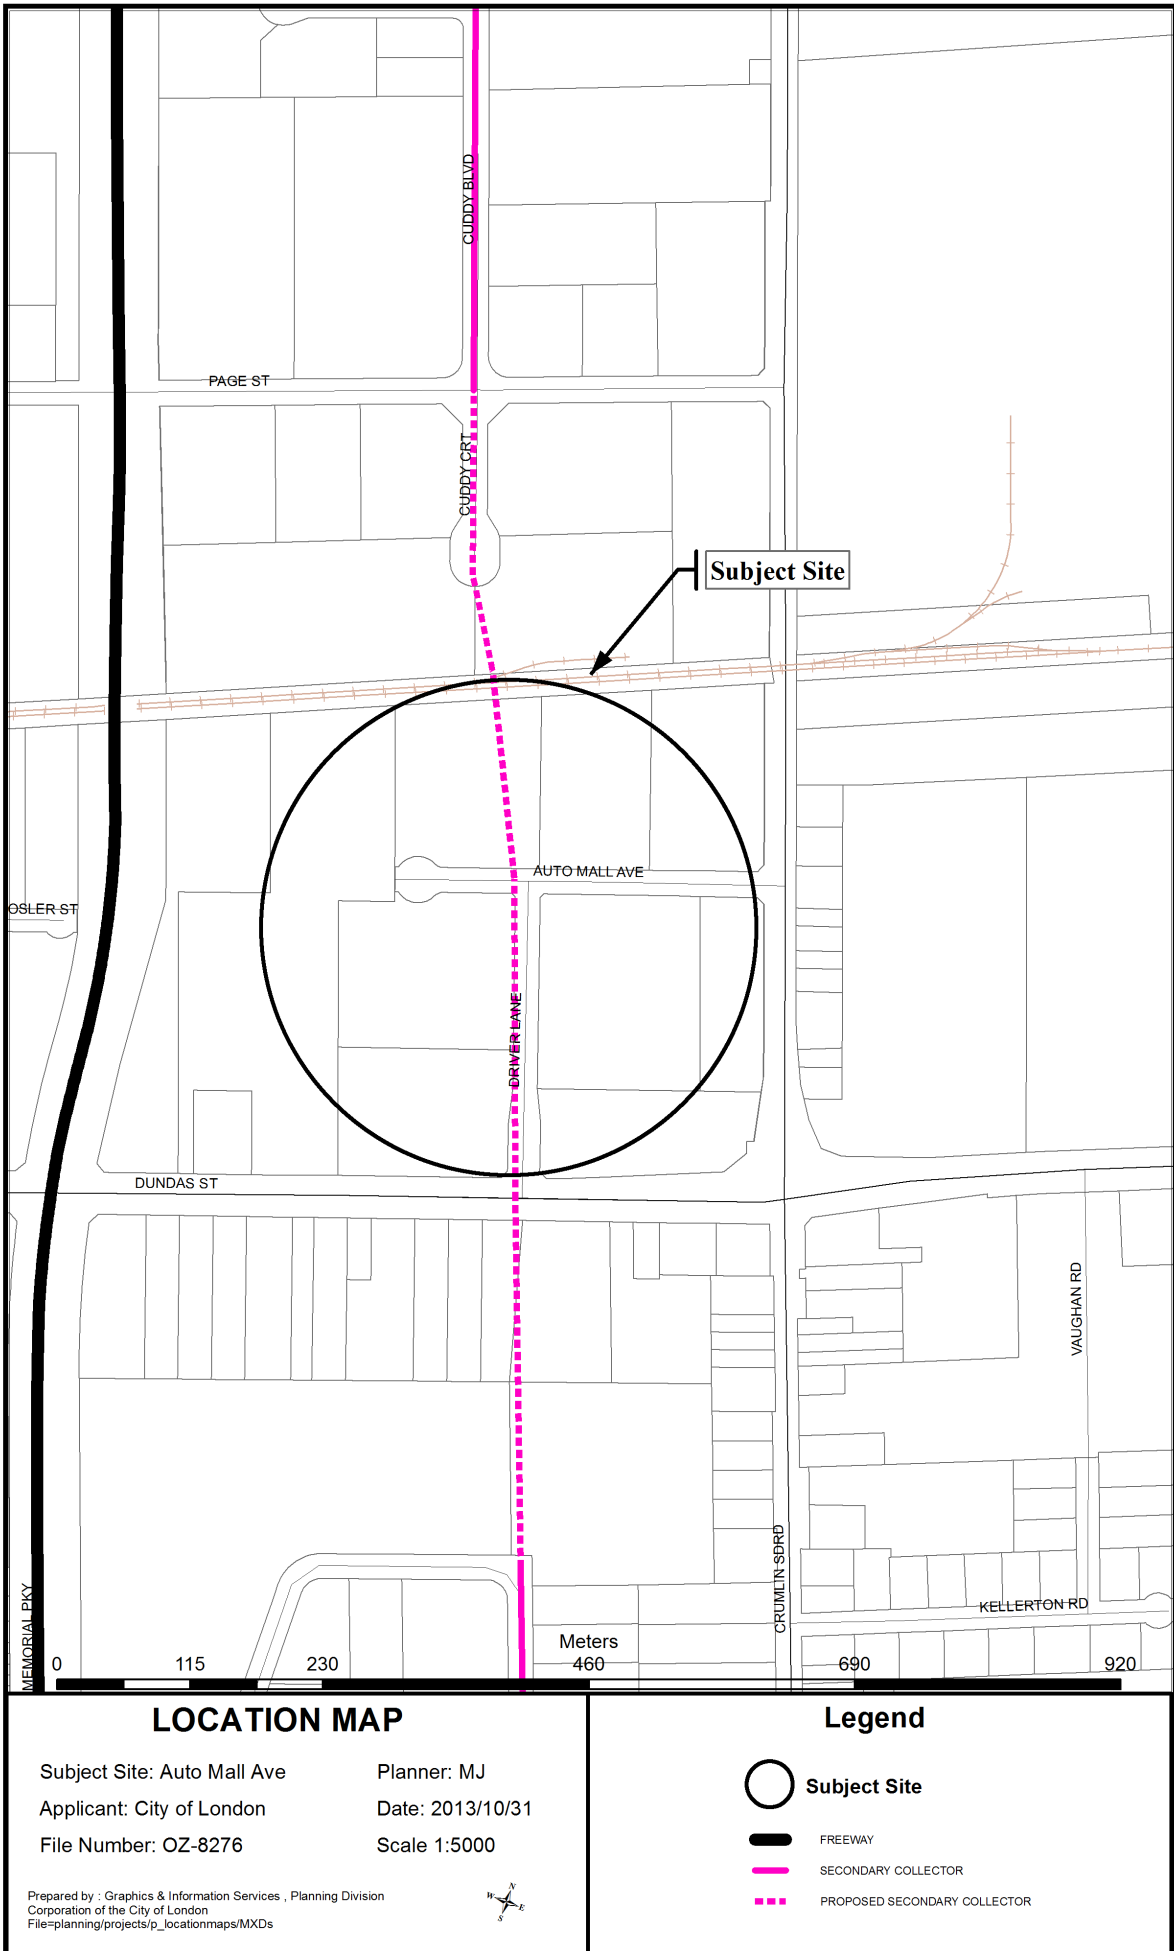 CUDDY BLVD
PAGE ST
CUDDY CRT
Subject Site
AUTO MALL AVE
OSLER ST
DRIVER LANE
DUNDAS ST
VAUGHAN RD
CRUMLIN SDRD
KELLERTON RD
MEMORIAL PKY
Meters
0 115 230 460 690 920
LOCATION MAP
Subject Site: Auto Mall Ave
Planner: MJ
Applicant: City of London
Date: 2013/10/31
File Number: OZ-8276
Scale 1:5000
Prepared by : Graphics & Information Services , Planning Division
Corporation of the City of London
File=planning/projects/p_locationmaps/MXDs
N
W
E
S
Legend
Subject Site
FREEWAY
SECONDARY COLLECTOR
PROPOSED SECONDARY COLLECTOR